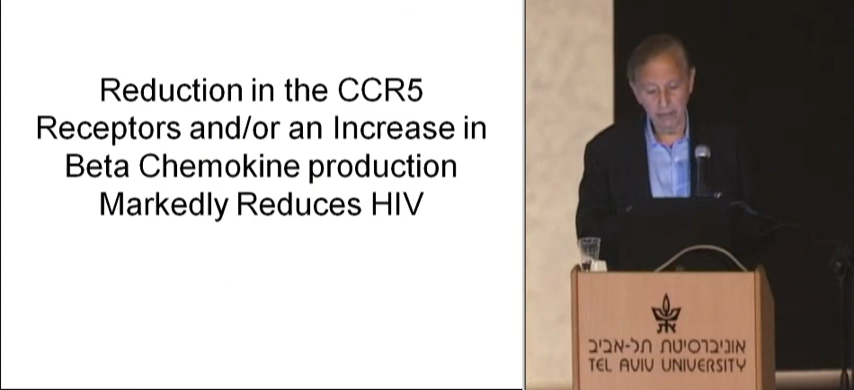 Reduction in the CCR5
Receptors and/or an Increase in
Beta Chemokine production
Markedly Reduces HIV
אוניברסיטת תל-אביב
TEL AVIV UNIVERSITY